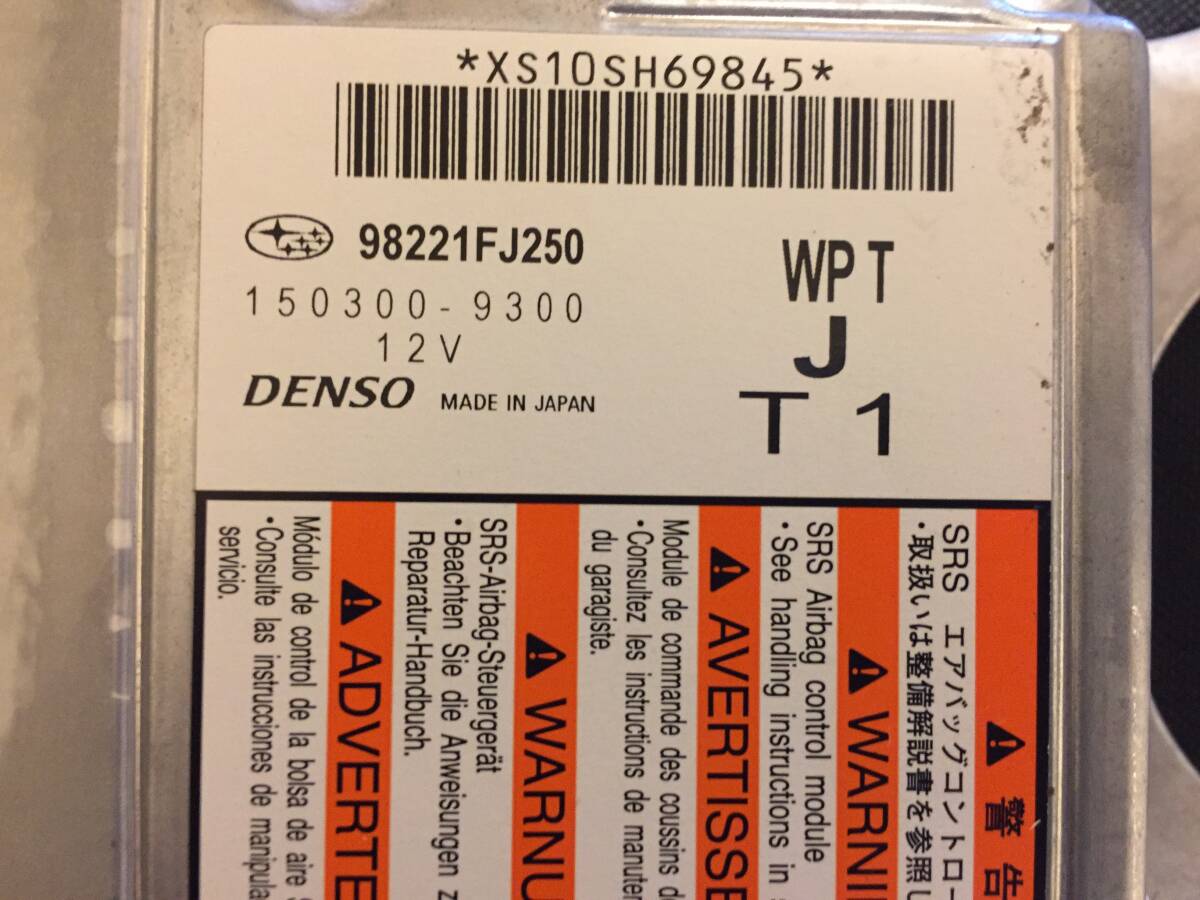 *XS10SH69845*
98221FJ250
150300-9300
12V
DENSO MADE IN JAPAN
WPT
J
T 1
警告
SRS エアバッグコントロー
・取扱いは整備解説書を参照し
WARNI
SRS Airbag control module
・See handling instructions in
AVERTISSE
Module de commande des coussins de
・Consultez les instructions de manuten
du garagiste.
WARNU
SRS-Airbag-Steuergerät
・Beachten Sie die Anweisungen z
Reparatur-Handbuch.
ADVERTE
Módulo de control de la bolsa de aire S
・Consulte las instrucciones de manipula
servicio.